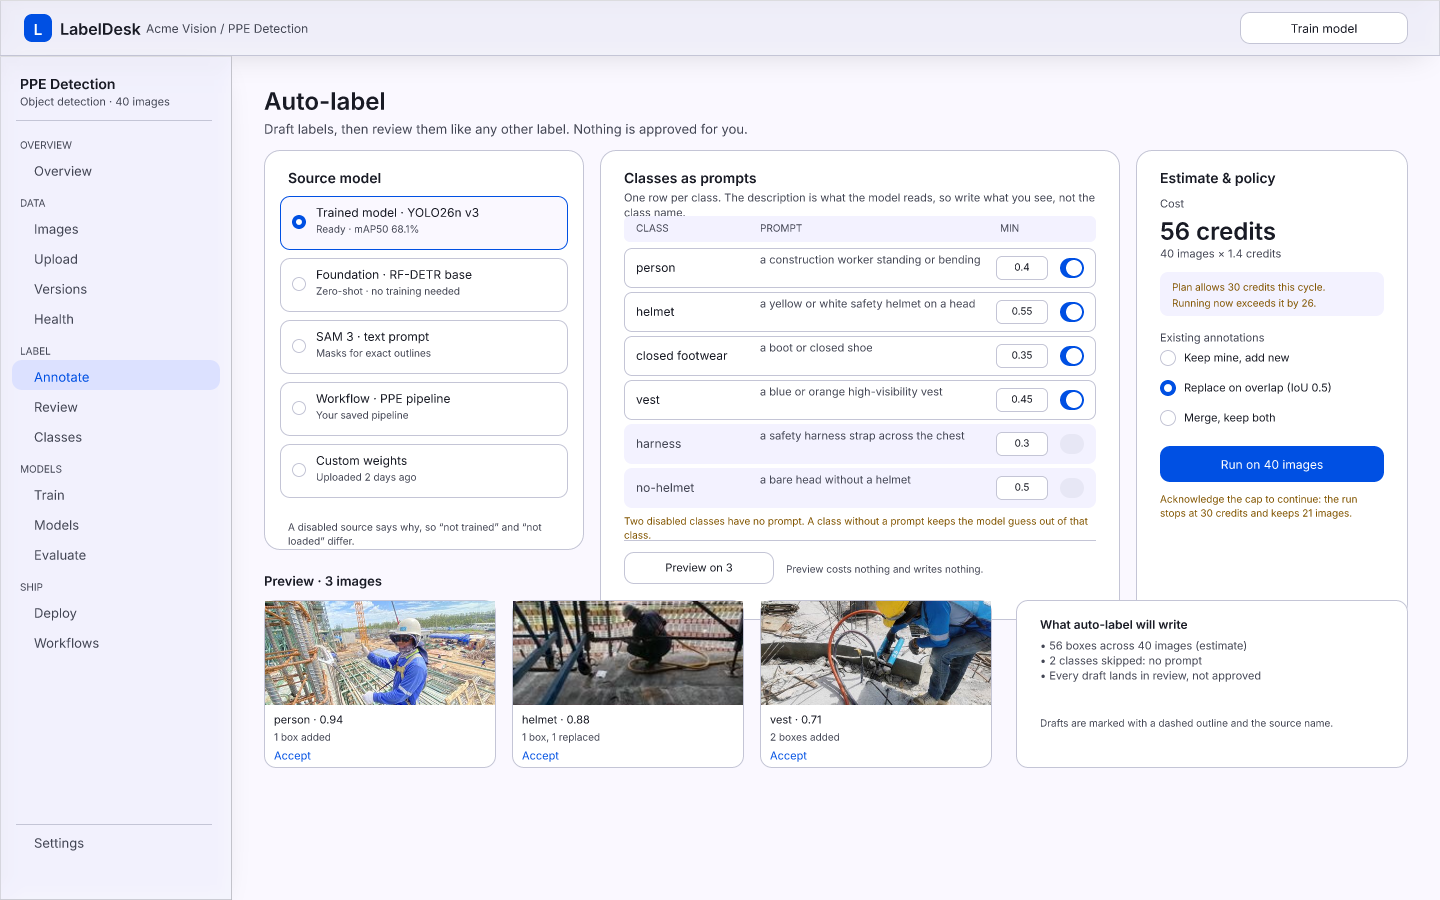 L LabelDesk Acme Vision / PPE Detection
Train model
PPE Detection
Object detection · 40 images
OVERVIEW
Overview
DATA
Images
Upload
Versions
Health
LABEL
Annotate
Review
Classes
MODELS
Train
Models
Evaluate
SHIP
Deploy
Workflows
Settings
Auto-label
Draft labels, then review them like any other label. Nothing is approved for you.
Source model
Trained model · YOLO26n v3
Ready · mAP50 68.1%
Foundation · RF-DETR base
Zero-shot · no training needed
SAM 3 · text prompt
Masks for exact outlines
Workflow · PPE pipeline
Your saved pipeline
Custom weights
Uploaded 2 days ago
A disabled source says why, so “not trained” and “not
loaded” differ.
Classes as prompts
One row per class. The description is what the model reads, so write what you see, not the
class name.
CLASS PROMPT MIN
person a construction worker standing or bending 0.4
helmet a yellow or white safety helmet on a head 0.55
closed footwear a boot or closed shoe 0.35
vest a blue or orange high-visibility vest 0.45
harness a safety harness strap across the chest 0.3
no-helmet a bare head without a helmet 0.5
Two disabled classes have no prompt. A class without a prompt keeps the model guess out of that
class.
Preview on 3 Preview costs nothing and writes nothing.
Estimate & policy
Cost
56 credits
40 images × 1.4 credits
Plan allows 30 credits this cycle.
Running now exceeds it by 26.
Existing annotations
Keep mine, add new
Replace on overlap (IoU 0.5)
Merge, keep both
Run on 40 images
Acknowledge the cap to continue: the run
stops at 30 credits and keeps 21 images.
Preview · 3 images
person · 0.94
1 box added
Accept
helmet · 0.88
1 box, 1 replaced
Accept
vest · 0.71
2 boxes added
Accept
What auto-label will write
• 56 boxes across 40 images (estimate)
• 2 classes skipped: no prompt
• Every draft lands in review, not approved
Drafts are marked with a dashed outline and the source name.